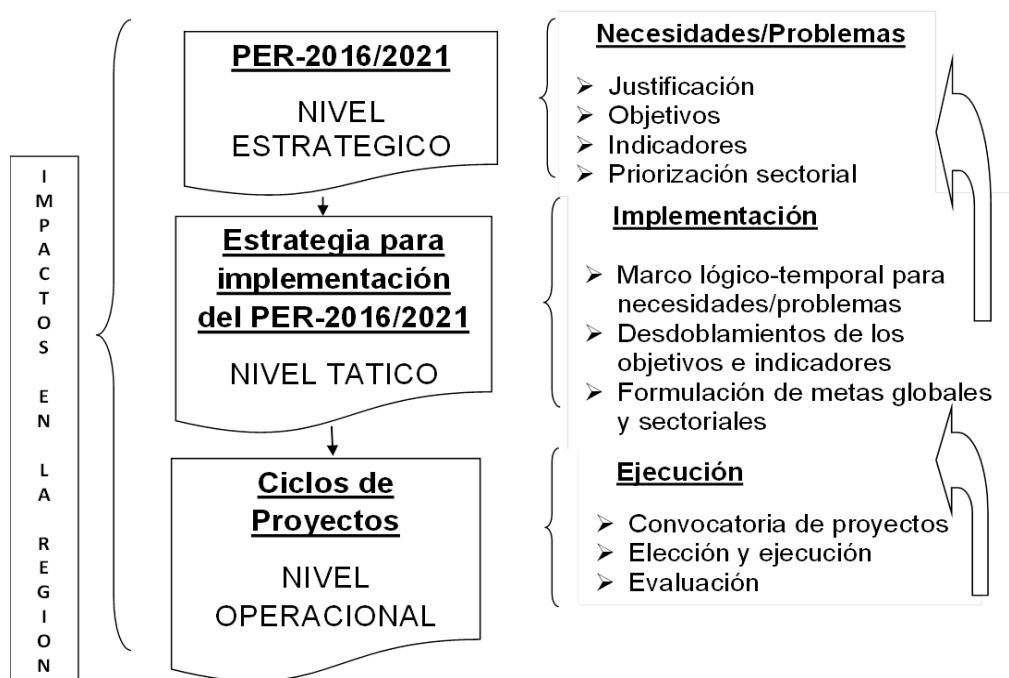 IMPACTOS EN LA REGION
PER-2016/2021
NIVEL
ESTRATEGICO
Necesidades/Problemas
➢ Justificación
➢ Objetivos
➢ Indicadores
➢ Priorización sectorial
Estrategia para
implementación
del PER-2016/2021
NIVEL TATICO
Implementación
➢ Marco lógico-temporal para
necesidades/problemas
➢ Desdoblamientos de los
objetivos e indicadores
➢ Formulación de metas globales
y sectoriales
Ciclos de
Proyectos
NIVEL
OPERACIONAL
Ejecución
➢ Convocatoria de proyectos
➢ Elección y ejecución
➢ Evaluación